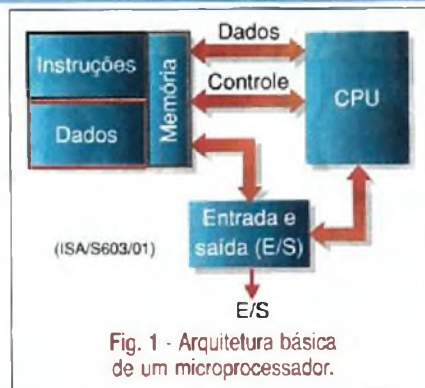 Dados
Instruções
Memória
Controle
CPU
Dados
Entrada e
saída (E/S)
(ISA/S603/01)
E/S
Fig. 1 - Arquitetura básica
de um microprocessador.